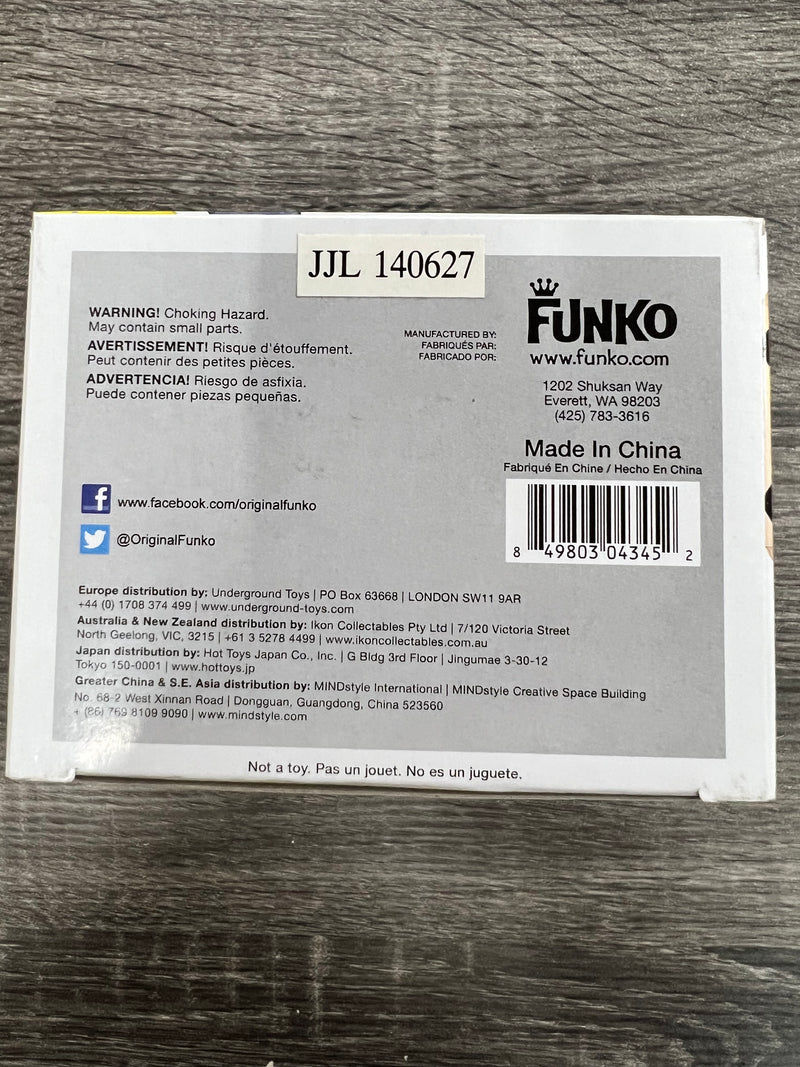 JJL 140627
WARNING! Choking Hazard.
May contain small parts.
AVERTISSEMENT! Risque d'étouffement.
Peut contenir des petites pièces.
ADVERTENCIA! Riesgo de asfixia.
Puede contener piezas pequeñas.
MANUFACTURED BY:
FABRIQUÉS PAR:
FABRICADO POR:
FUNKO
www.funko.com
1202 Shuksan Way
Everett, WA 98203
(425) 783-3616
Made In China
Fabriqué En Chine / Hecho En China
8 49803 04345 2
f www.facebook.com/originalfunko
@OriginalFunko
Europe distribution by: Underground Toys | PO Box 63668 | LONDON SW11 9AR
+44 (0) 1708 374 499 | www.underground-toys.com
Australia & New Zealand distribution by: Ikon Collectables Pty Ltd | 7/120 Victoria Street
North Geelong, VIC, 3215 | +61 3 5278 4499 | www.ikoncollectables.com.au
Japan distribution by: Hot Toys Japan Co., Inc. | G Bldg 3rd Floor | Jingumae 3-30-12
Tokyo 150-0001 | www.hottoys.jp
Greater China & S.E. Asia distribution by: MINDstyle International | MINDstyle Creative Space Building
No. 68-2 West Xinnan Road | Dongguan, Guangdong, China 523560
+ (86) 769 8109 9090 | www.mindstyle.com
Not a toy. Pas un jouet. No es un juguete.